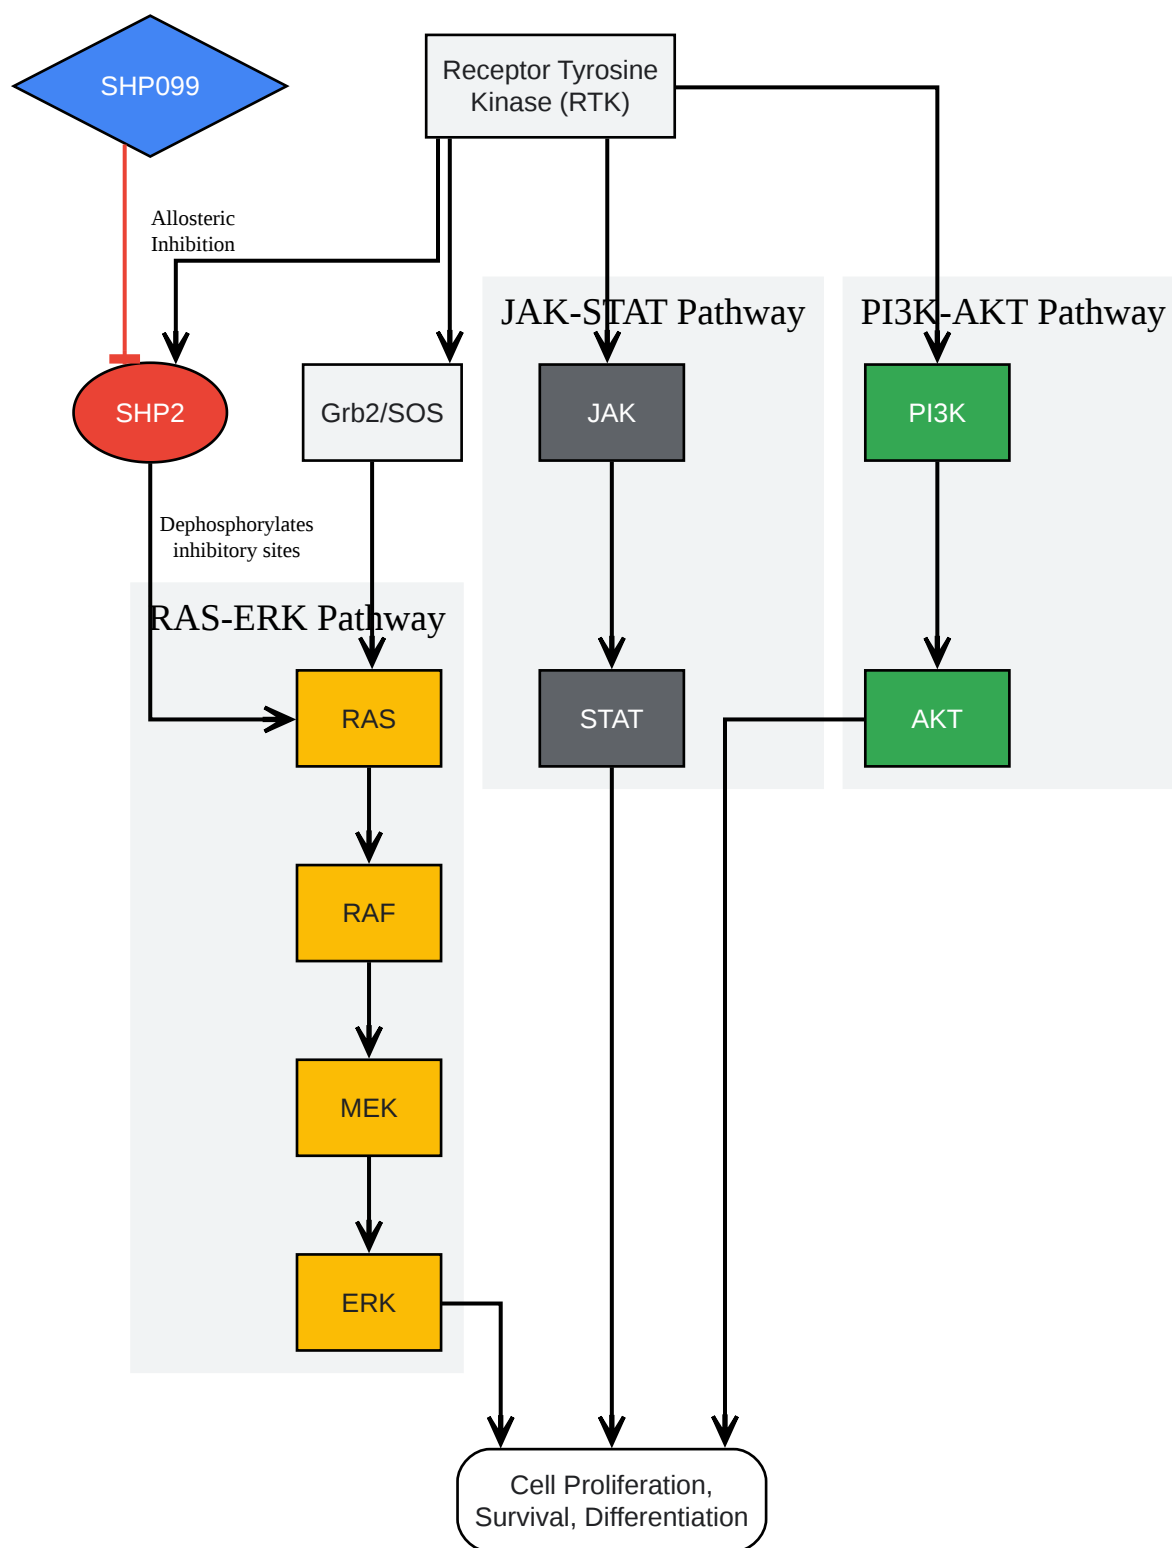 SHP099
Receptor Tyrosine
Kinase (RTK)
Allosteric
Inhibition
JAK-STAT Pathway
PI3K-AKT Pathway
SHP2
Grb2/SOS
JAK
PI3K
Dephosphorylates
inhibitory sites
RAS-ERK Pathway
RAS
STAT
AKT
RAF
MEK
ERK
Cell Proliferation,
Survival, Differentiation